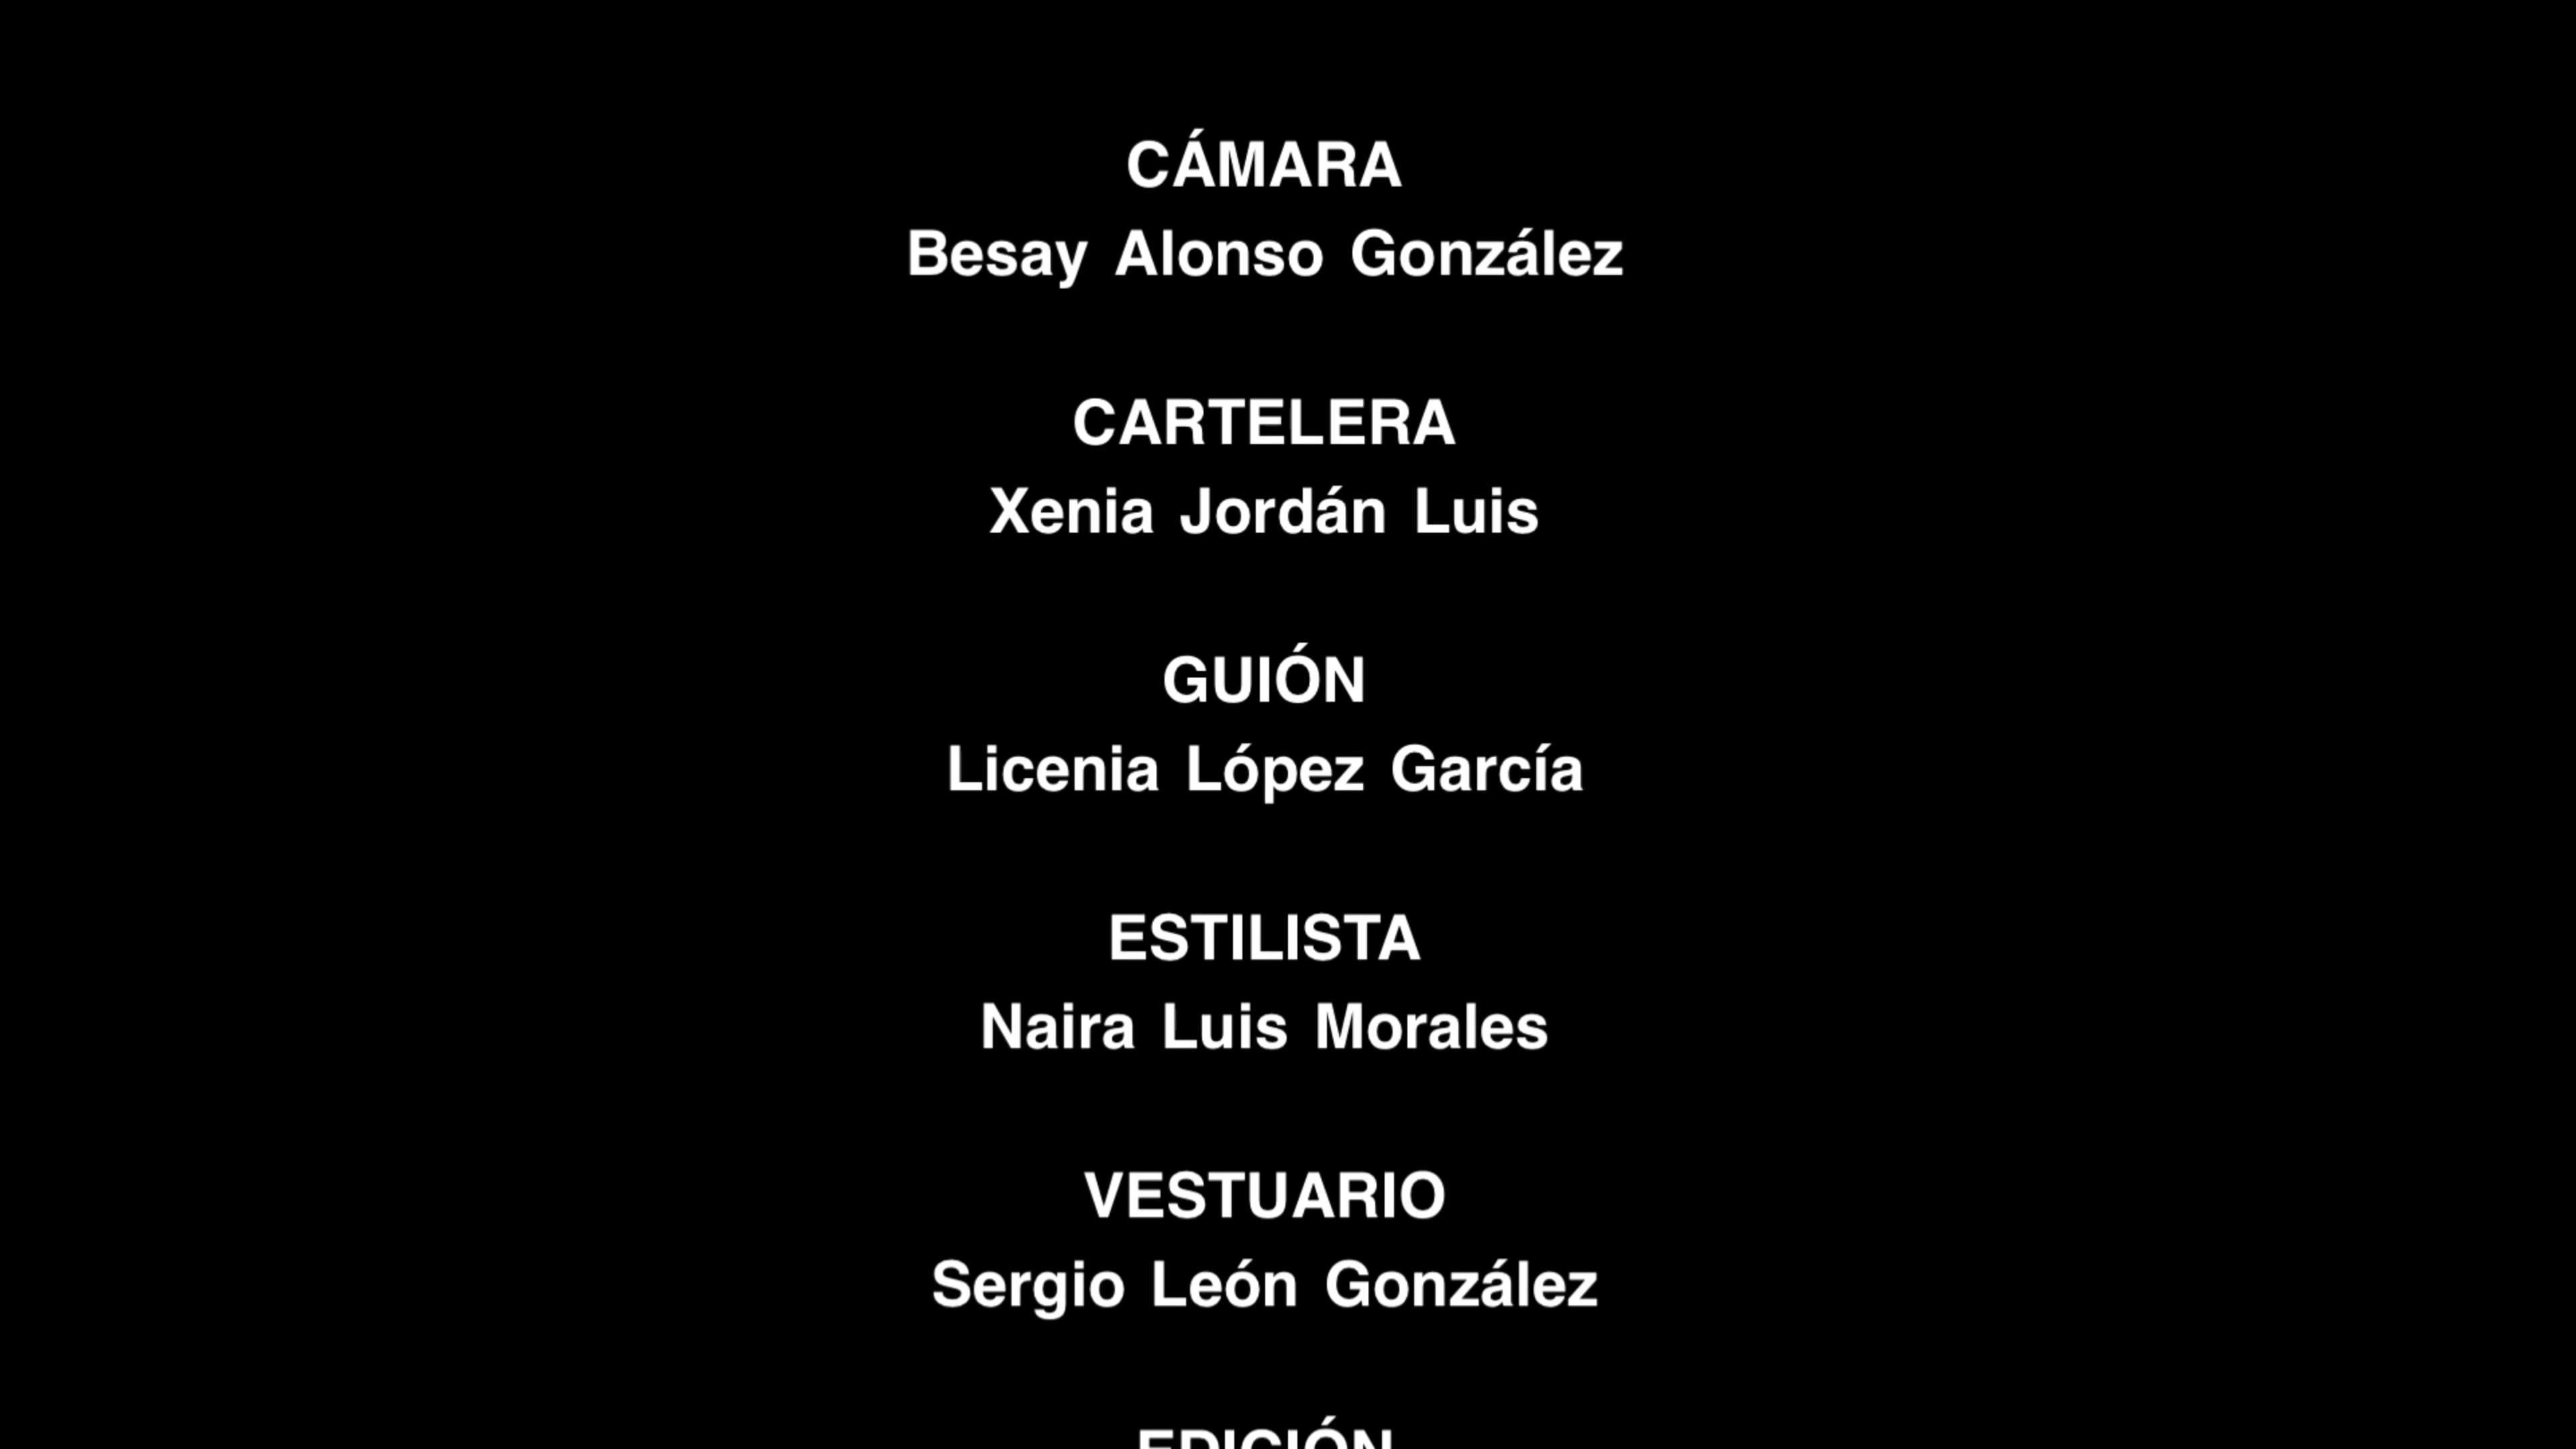 CÁMARA
Besay Alonso González
CARTELERA
Xenia Jordán Luis
GUIÓN
Licenia López García
ESTILISTA
Naira Luis Morales
VESTUARIO
Sergio León González
EDICIÓN